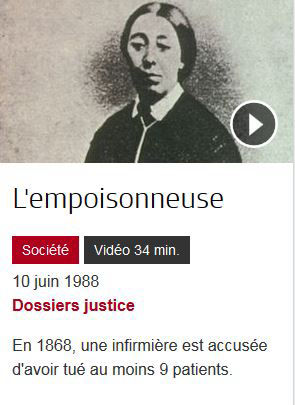 L'empoisonneuse
Société Vidéo 34 min.
10 juin 1988
Dossiers justice
En 1868, une infirmière est accusée
d'avoir tué au moins 9 patients.